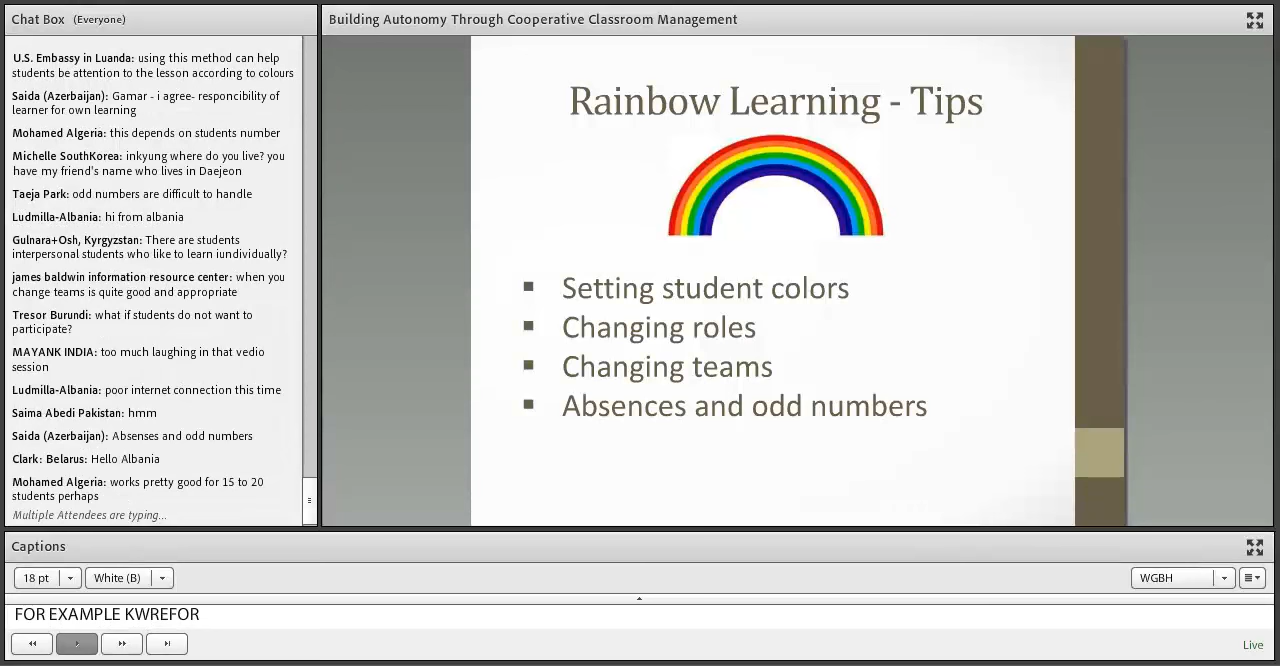 Chat Box (Everyone)
U.S. Embassy in Luanda: using this method can help
students be attention to the lesson according to colours
Saida (Azerbaijan): Gamar - i agree- responcibility of
learner for own learning
Mohamed Algeria: this depends on students number
Michelle SouthKorea: inkyung where do you live? you
have my friend's name who lives in Daejeon
Taeja Park: odd numbers are difficult to handle
Ludmilla-Albania: hi from albania
Gulnara+Osh, Kyrgyzstan: There are students
interpersonal students who like to learn iundividually?
james baldwin information resource center: when you
change teams is quite good and appropriate
Tresor Burundi: what if students do not want to
participate?
MAYANK INDIA: too much laughing in that vedio
session
Ludmilla-Albania: poor internet connection this time
Saima Abedi Pakistan: hmm
Saida (Azerbaijan): Absenses and odd numbers
Clark: Belarus: Hello Albania
Mohamed Algeria: works pretty good for 15 to 20
students perhaps
Multiple Attendees are typing...
Building Autonomy Through Cooperative Classroom Management
Rainbow Learning - Tips
Setting student colors
Changing roles
Changing teams
Absences and odd numbers
Captions
18 pt White (B) WGBH
FOR EXAMPLE KWREFOR
Live